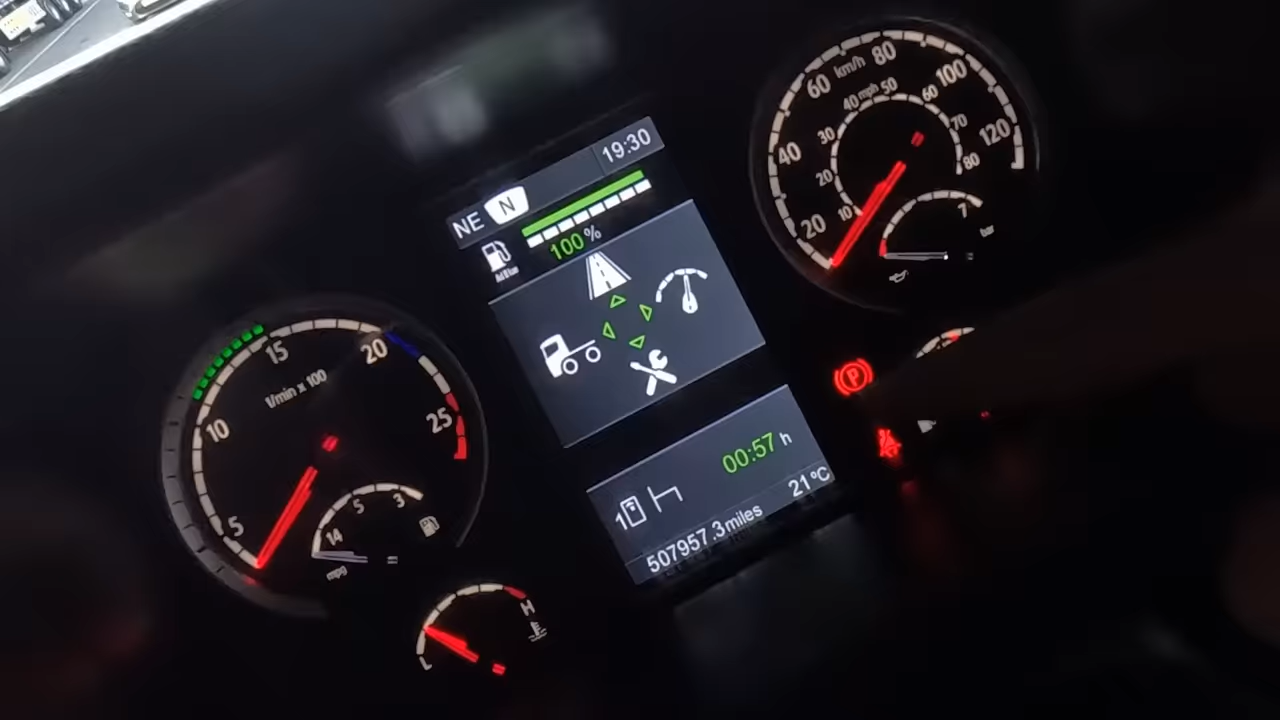 19:30
NE N
AdBlue
100%
00:57 h
1
21°C
507957.3miles
km/h
20 40 60 80 100 120
mph
10 20 30 40 50 60 70 80
7
bar
1/min x 100
5 10 15 20 25
14 5 3
mpg
L H
P